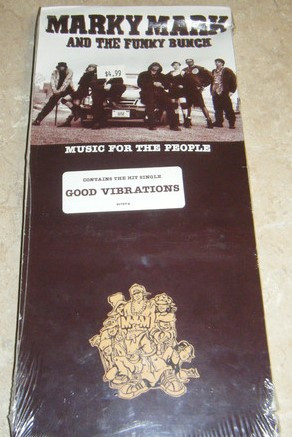 MARKY MARK
AND THE FUNKY BUNCH
$4.99
MUSIC FOR THE PEOPLE
CONTAINS THE HIT SINGLE
GOOD VIBRATIONS